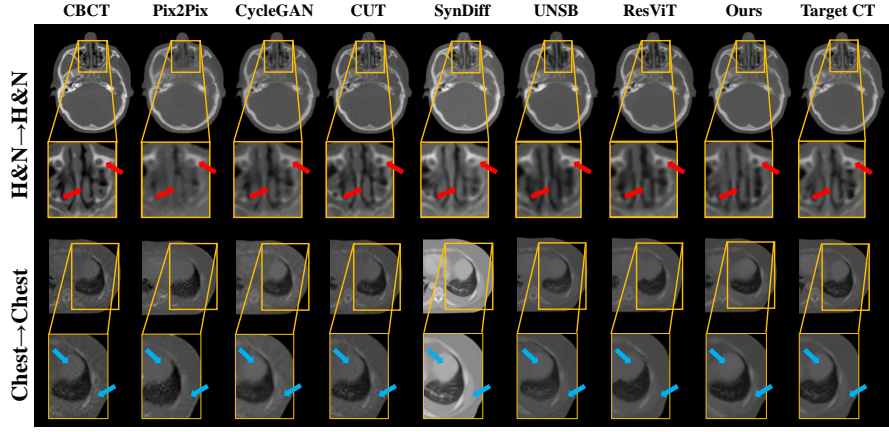 CBCT Pix2Pix CycleGAN CUT SynDiff UNSB ResViT Ours Target CT
H&N→H&N
Chest→Chest